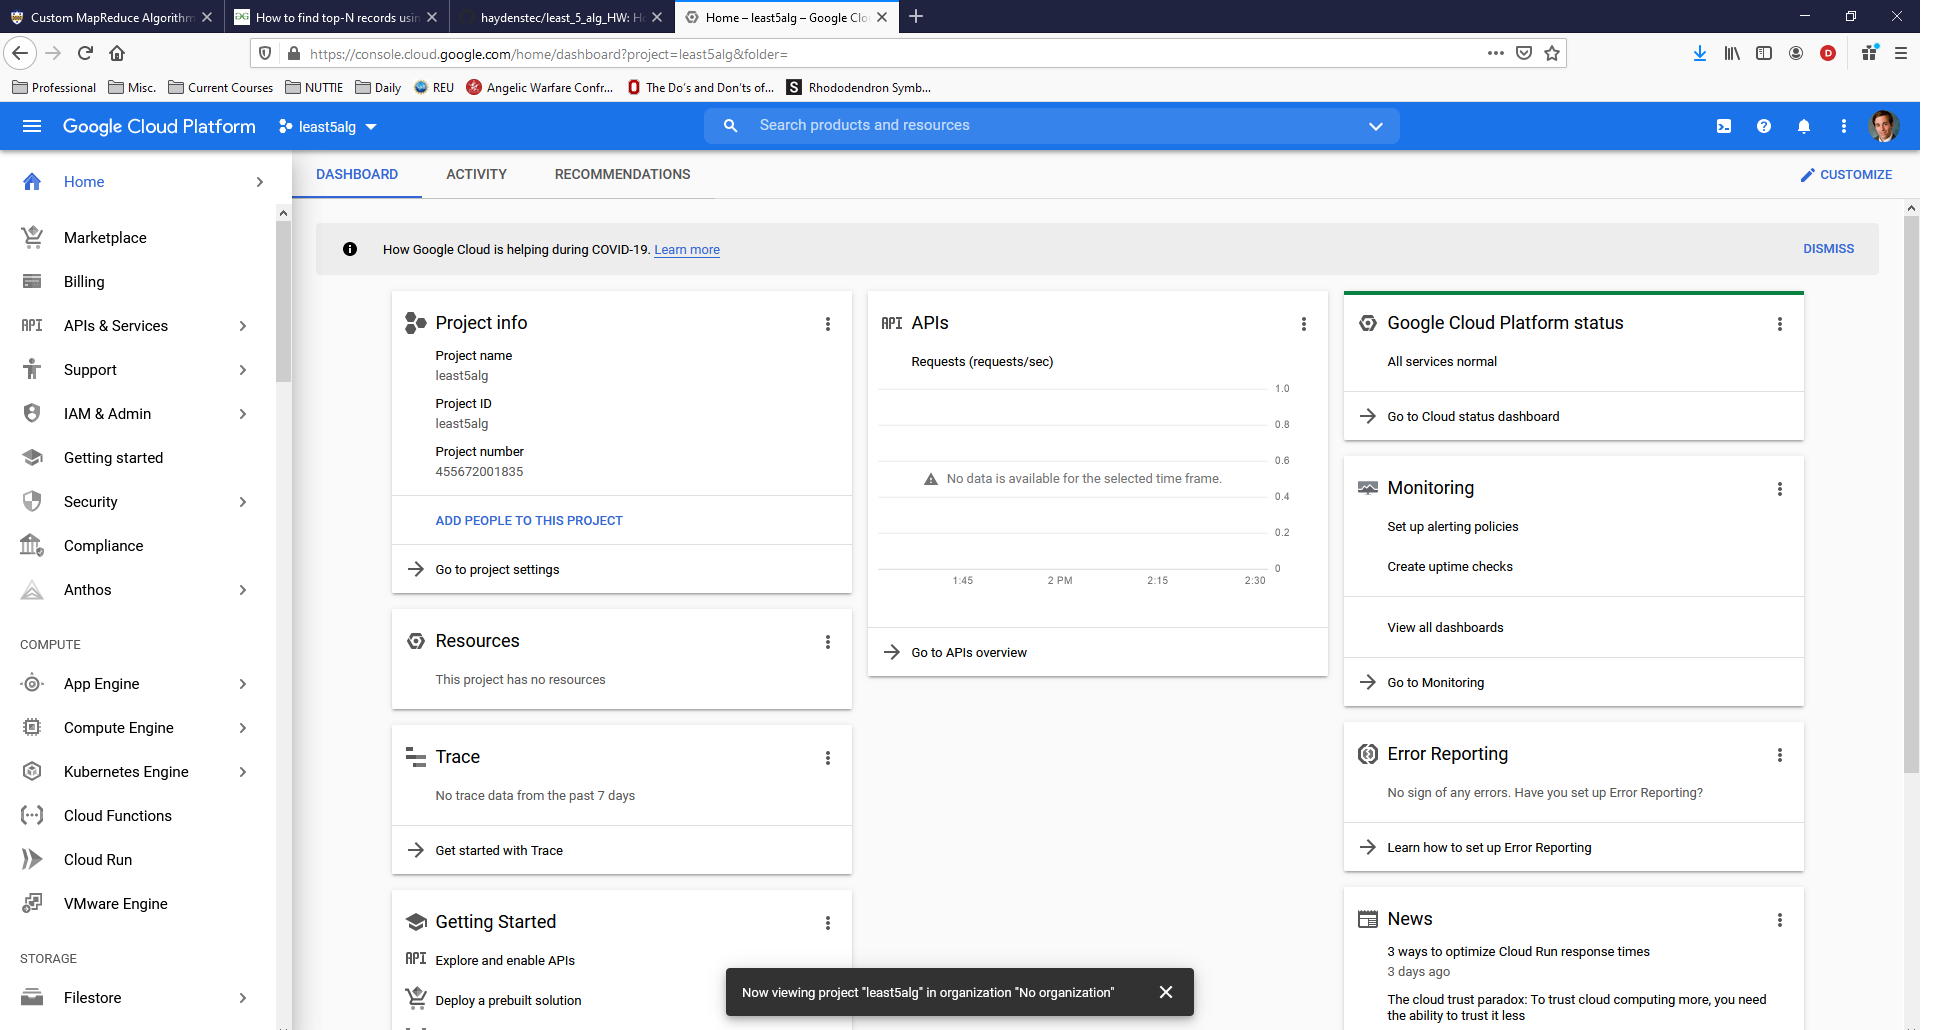 Custom MapReduce Algorithm
How to find top-N records usin
haydenstec/least_5_alg_HW: Ho
Home – least5alg – Google Clo
https://console.cloud.google.com/home/dashboard?project=least5alg&folder=
Professional
Misc.
Current Courses
NUTTIE
Daily
REU
Angelic Warfare Confr...
The Do's and Don'ts of...
Rhododendron Symb...
Google Cloud Platform
least5alg
Search products and resources
Home
Marketplace
Billing
API
APIs & Services
Support
IAM & Admin
Getting started
Security
Compliance
Anthos
COMPUTE
App Engine
Compute Engine
Kubernetes Engine
Cloud Functions
Cloud Run
VMware Engine
STORAGE
Filestore
DASHBOARD
ACTIVITY
RECOMMENDATIONS
CUSTOMIZE
How Google Cloud is helping during COVID-19. Learn more
DISMISS
Project info
Project name
least5alg
Project ID
least5alg
Project number
455672001835
ADD PEOPLE TO THIS PROJECT
Go to project settings
Resources
This project has no resources
Trace
No trace data from the past 7 days
Get started with Trace
Getting Started
API
Explore and enable APIs
Deploy a prebuilt solution
API
APIs
Requests (requests/sec)
1.0
0.8
0.6
No data is available for the selected time frame.
0.4
0.2
0
1:45
2 PM
2:15
2:30
Go to APIs overview
Google Cloud Platform status
All services normal
Go to Cloud status dashboard
Monitoring
Set up alerting policies
Create uptime checks
View all dashboards
Go to Monitoring
Error Reporting
No sign of any errors. Have you set up Error Reporting?
Learn how to set up Error Reporting
News
3 ways to optimize Cloud Run response times
3 days ago
The cloud trust paradox: To trust cloud computing more, you need
the ability to trust it less
Now viewing project "least5alg" in organization "No organization"